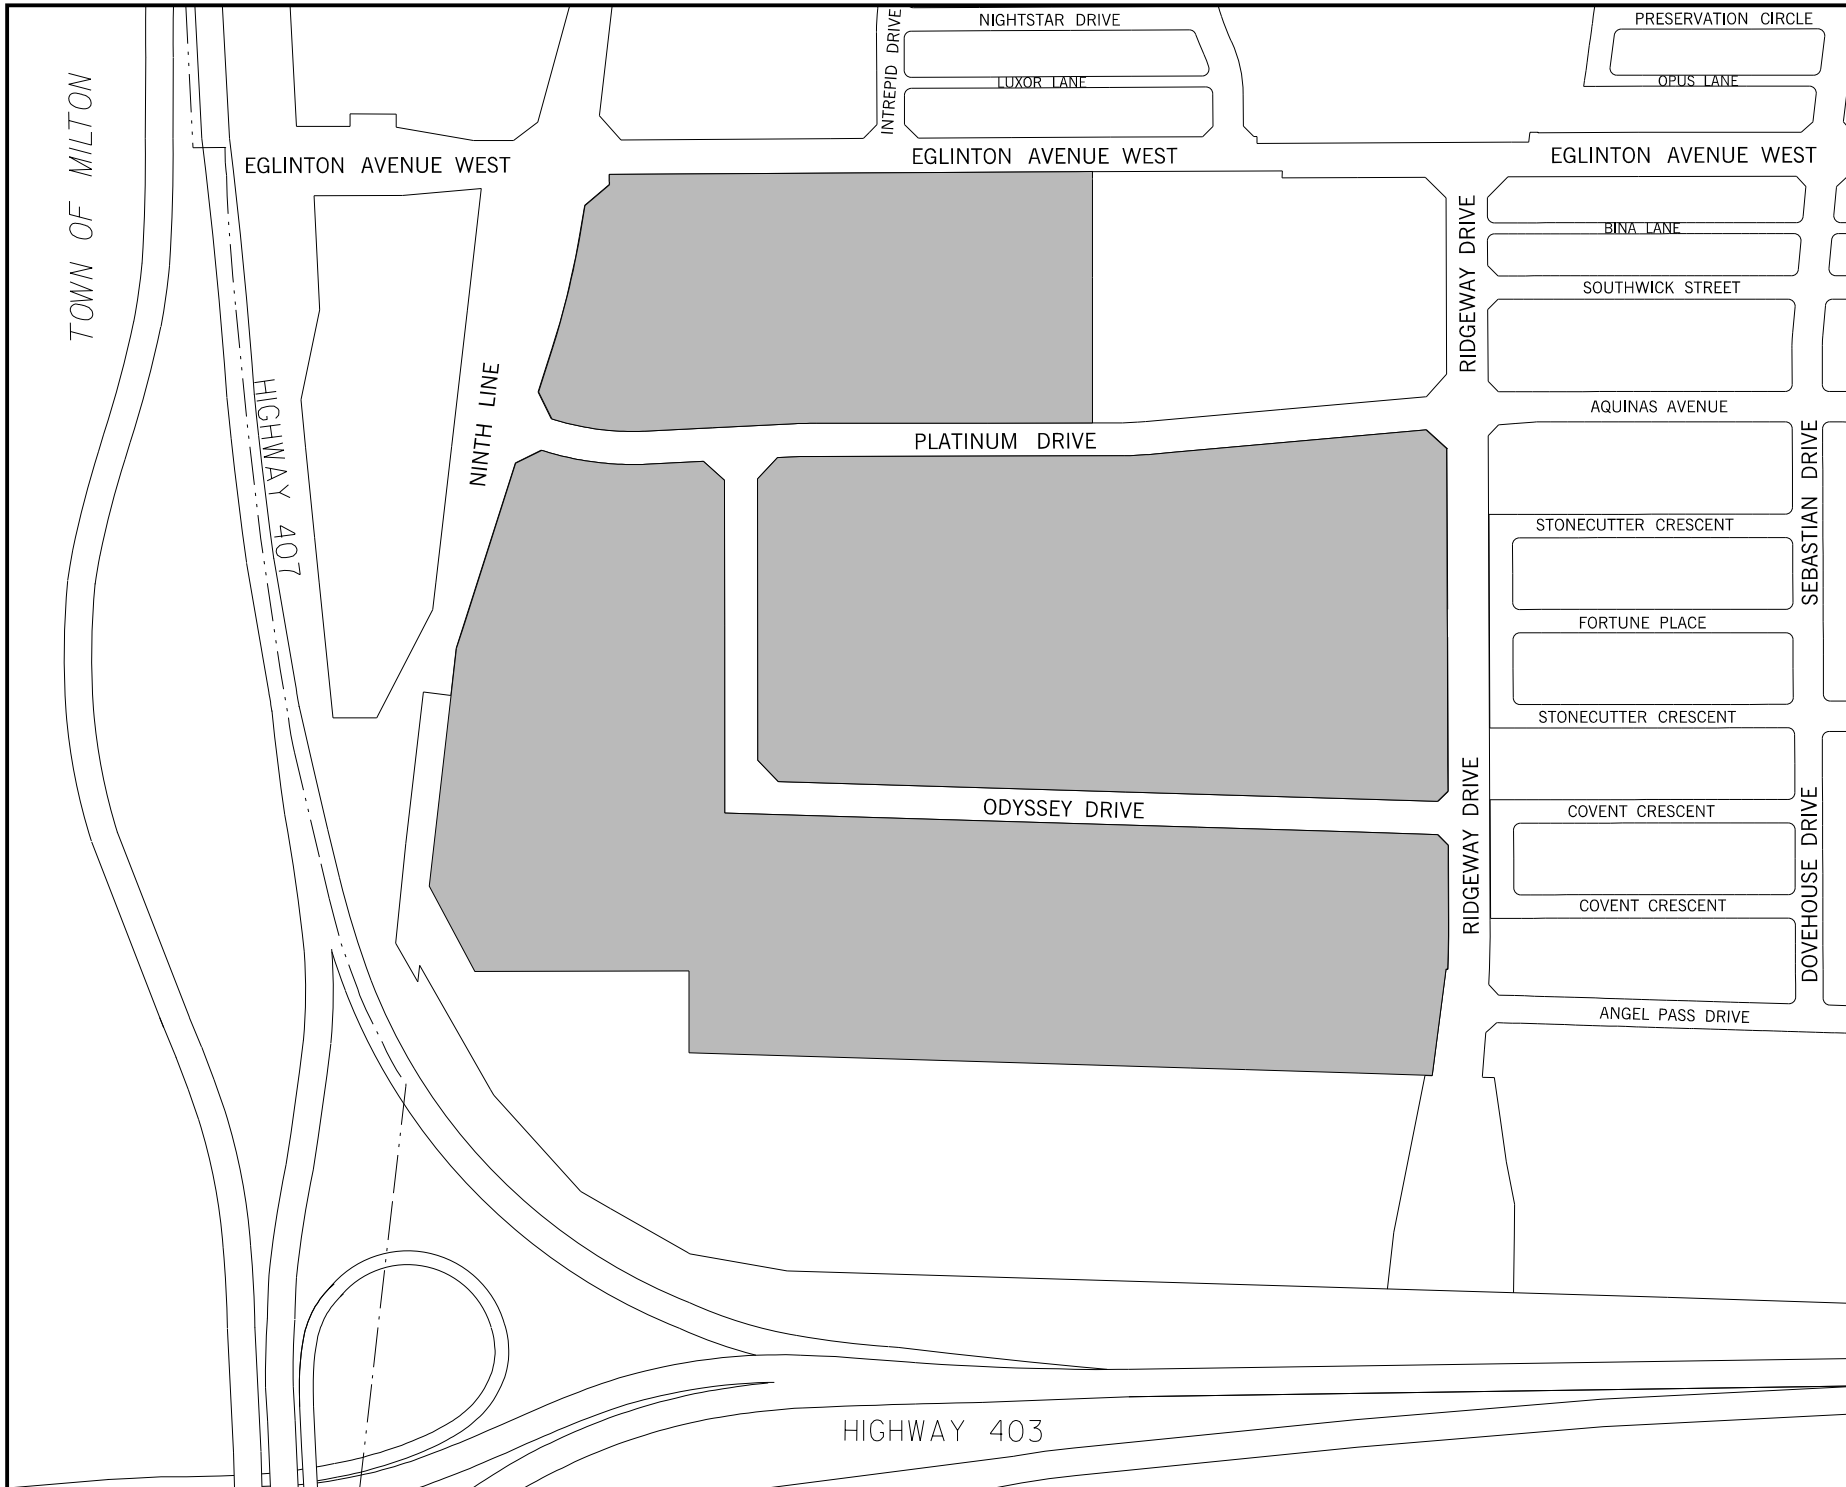 NIGHTSTAR DRIVE
PRESERVATION CIRCLE
INTREPID DRIVE
LUXOR LANE
OPUS LANE
TOWN OF MILTON
EGLINTON AVENUE WEST
EGLINTON AVENUE WEST
EGLINTON AVENUE WEST
RIDGEWAY DRIVE
BINA LANE
SOUTHWICK STREET
HIGHWAY 407
NINTH LINE
AQUINAS AVENUE
PLATINUM DRIVE
SEBASTIAN DRIVE
STONECUTTER CRESCENT
FORTUNE PLACE
STONECUTTER CRESCENT
RIDGEWAY DRIVE
ODYSSEY DRIVE
COVENT CRESCENT
DOVEHOUSE DRIVE
COVENT CRESCENT
ANGEL PASS DRIVE
HIGHWAY 403